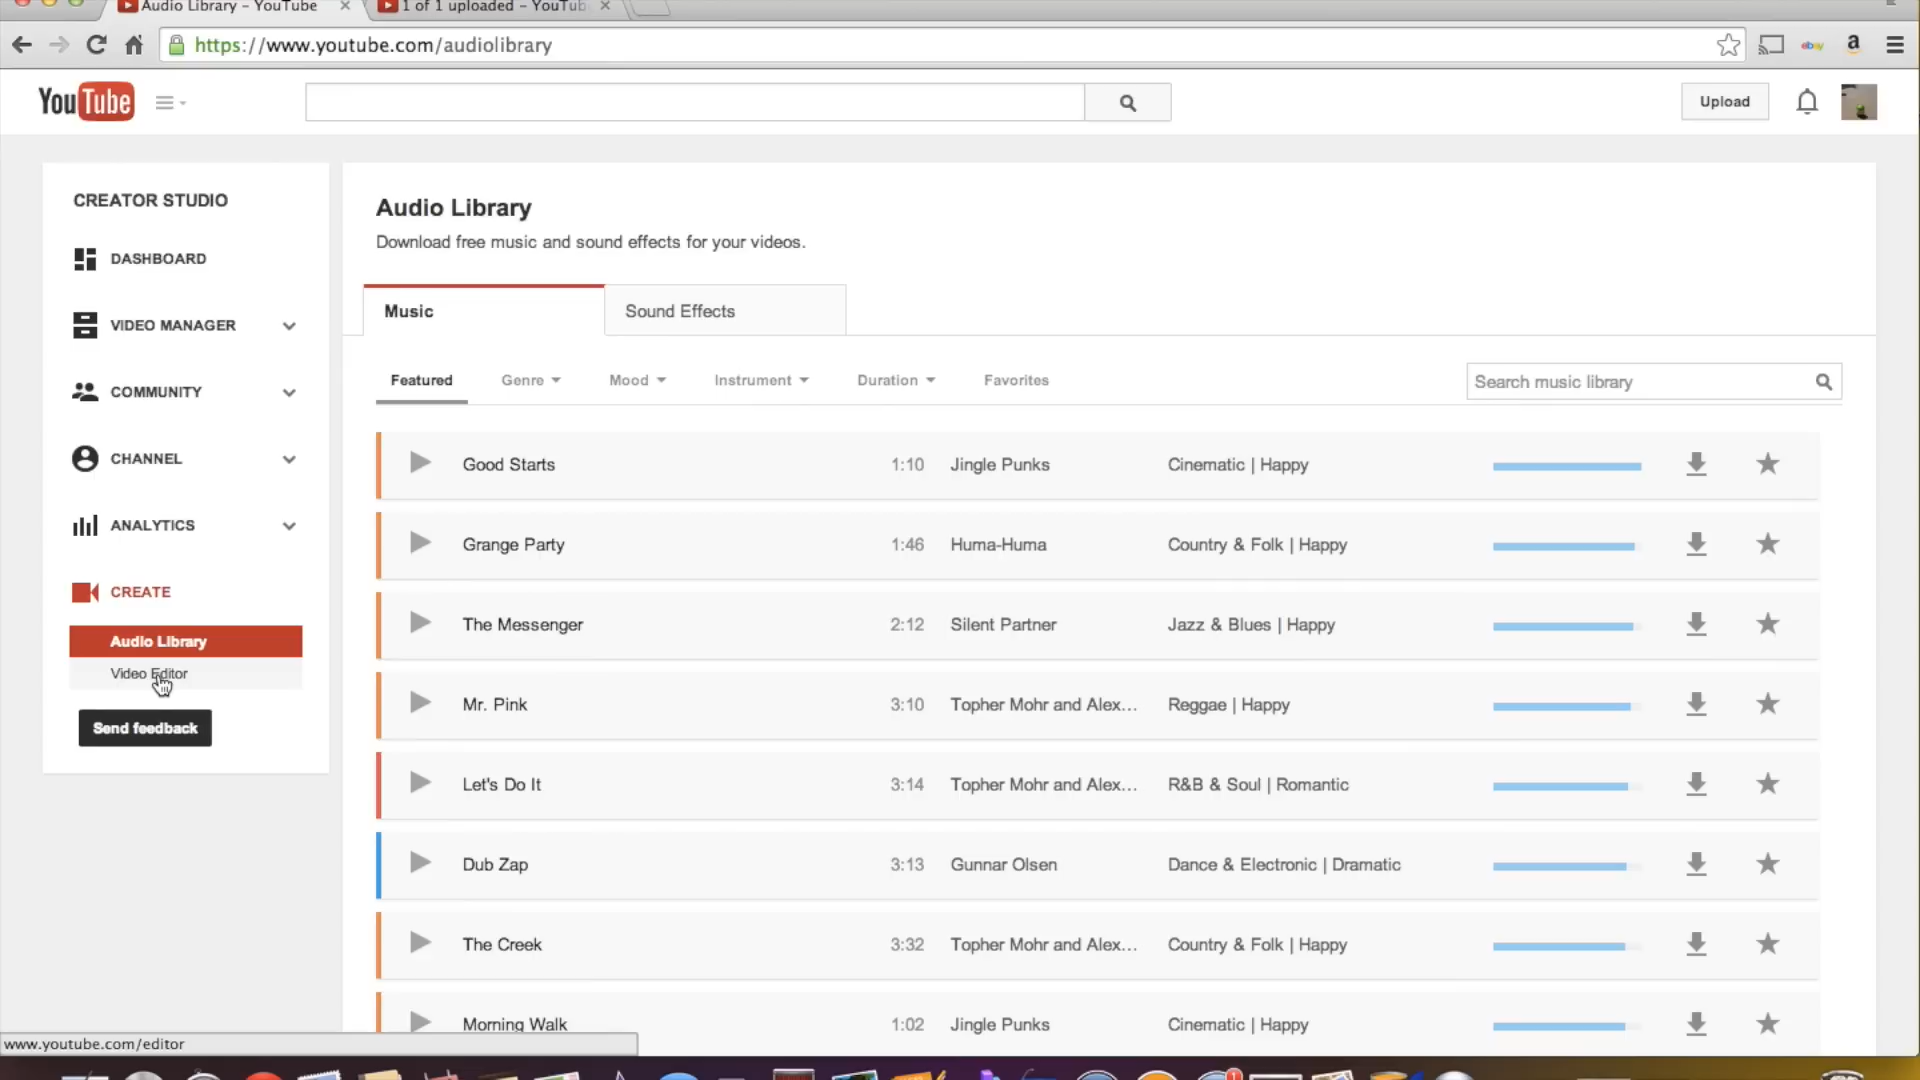 Audio Library - YouTube
1 of 1 uploaded - YouTub
https://www.youtube.com/audiolibrary
ebay
a
YouTube
Upload
CREATOR STUDIO
DASHBOARD
VIDEO MANAGER
COMMUNITY
CHANNEL
ANALYTICS
CREATE
Audio Library
Video Editor
Send feedback
Audio Library
Download free music and sound effects for your videos.
Music
Sound Effects
Featured
Genre
Mood
Instrument
Duration
Favorites
Search music library
Good Starts 1:10 Jingle Punks Cinematic | Happy
Grange Party 1:46 Huma-Huma Country & Folk | Happy
The Messenger 2:12 Silent Partner Jazz & Blues | Happy
Mr. Pink 3:10 Topher Mohr and Alex... Reggae | Happy
Let's Do It 3:14 Topher Mohr and Alex... R&B & Soul | Romantic
Dub Zap 3:13 Gunnar Olsen Dance & Electronic | Dramatic
The Creek 3:32 Topher Mohr and Alex... Country & Folk | Happy
Morning Walk 1:02 Jingle Punks Cinematic | Happy
www.youtube.com/editor
1